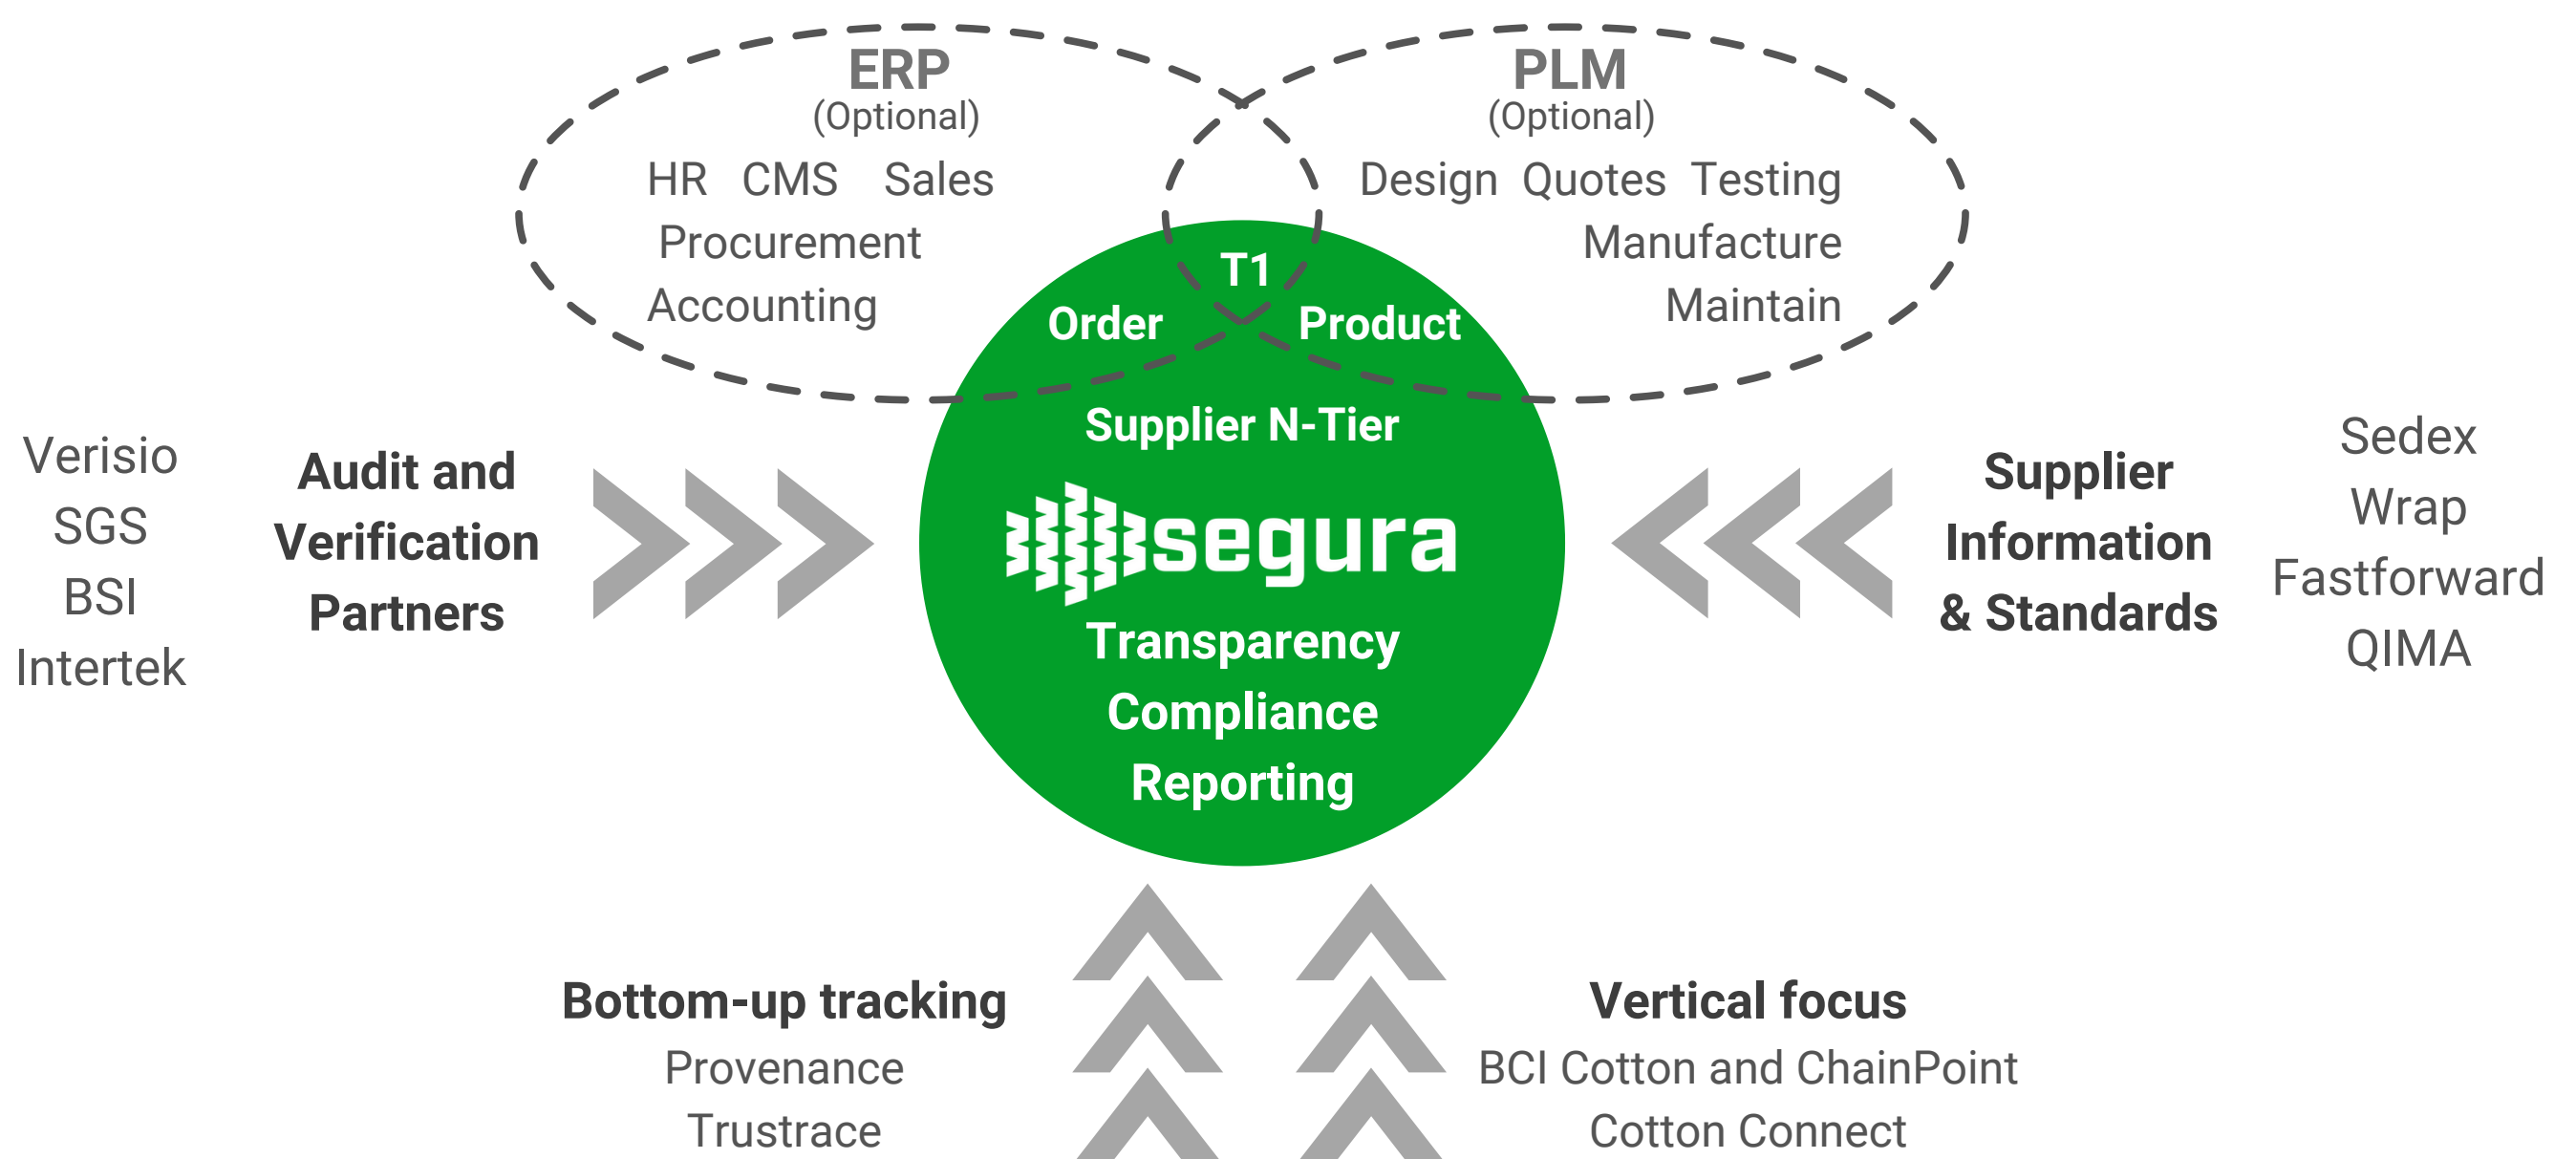 ERP
(Optional)
HR CMS Sales
Procurement
Accounting
PLM
(Optional)
Design Quotes Testing
Manufacture
Maintain
T1
Order Product
Supplier N-Tier
segura
Transparency
Compliance
Reporting
Verisio
SGS
BSI
Intertek
Audit and
Verification
Partners
Supplier
Information
& Standards
Sedex
Wrap
Fastforward
QIMA
Bottom-up tracking
Provenance
Trustrace
Vertical focus
BCI Cotton and ChainPoint
Cotton Connect